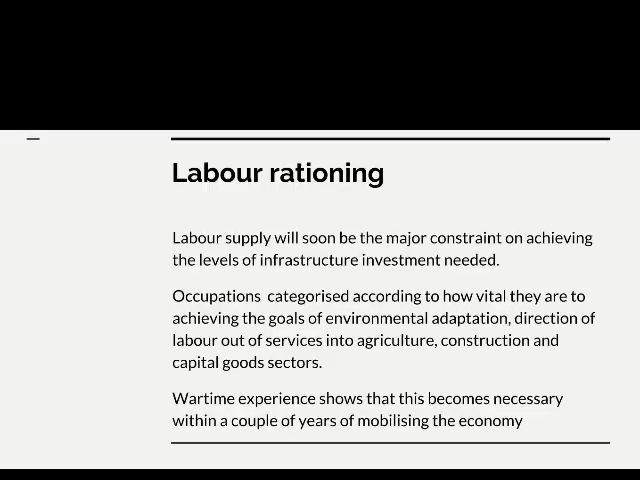 Labour rationing
Labour supply will soon be the major constraint on achieving
the levels of infrastructure investment needed.
Occupations  categorised according to how vital they are to
achieving the goals of environmental adaptation, direction of
labour out of services into agriculture, construction and
capital goods sectors.
Wartime experience shows that this becomes necessary
within a couple of years of mobilising the economy